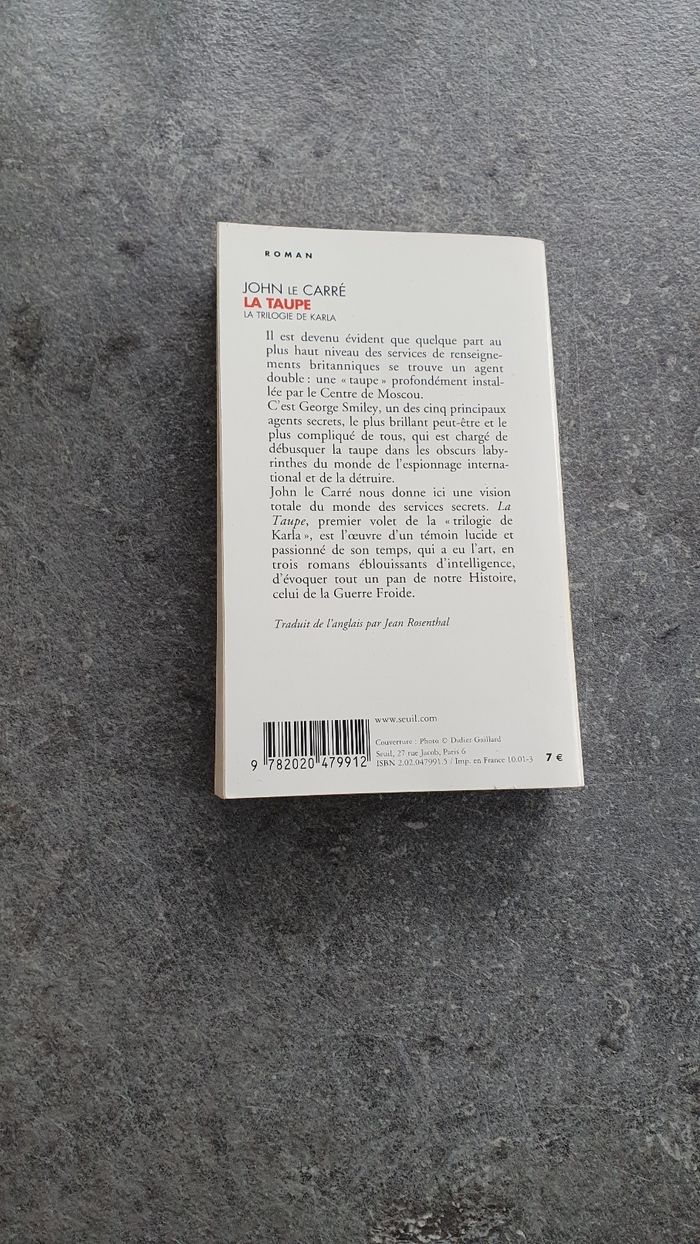 ROMAN
JOHN LE CARRÉ
LA TAUPE
LA TRILOGIE DE KARLA
Il est devenu évident que quelque part au
plus haut niveau des services de renseigne-
ments britanniques se trouve un agent
double : une « taupe » profondément instal-
lée par le Centre de Moscou.
C'est George Smiley, un des cinq principaux
agents secrets, le plus brillant peut-être et le
plus compliqué de tous, qui est chargé de
débusquer la taupe dans les obscurs laby-
rinthes du monde de l'espionnage interna-
tional et de la détruire.
John le Carré nous donne ici une vision
totale du monde des services secrets. La
Taupe, premier volet de la « trilogie de
Karla », est l'œuvre d'un témoin lucide et
passionné de son temps, qui a eu l'art, en
trois romans éblouissants d'intelligence,
d'évoquer tout un pan de notre Histoire,
celui de la Guerre Froide.
Traduit de l'anglais par Jean Rosenthal
www.seuil.com
Couverture : Photo © Didier Gaillard
Seuil, 27 rue Jacob, Paris 6
ISBN 2.02.047991.5 / Imp. en France 10.01-3
7 €
9 782020 479912